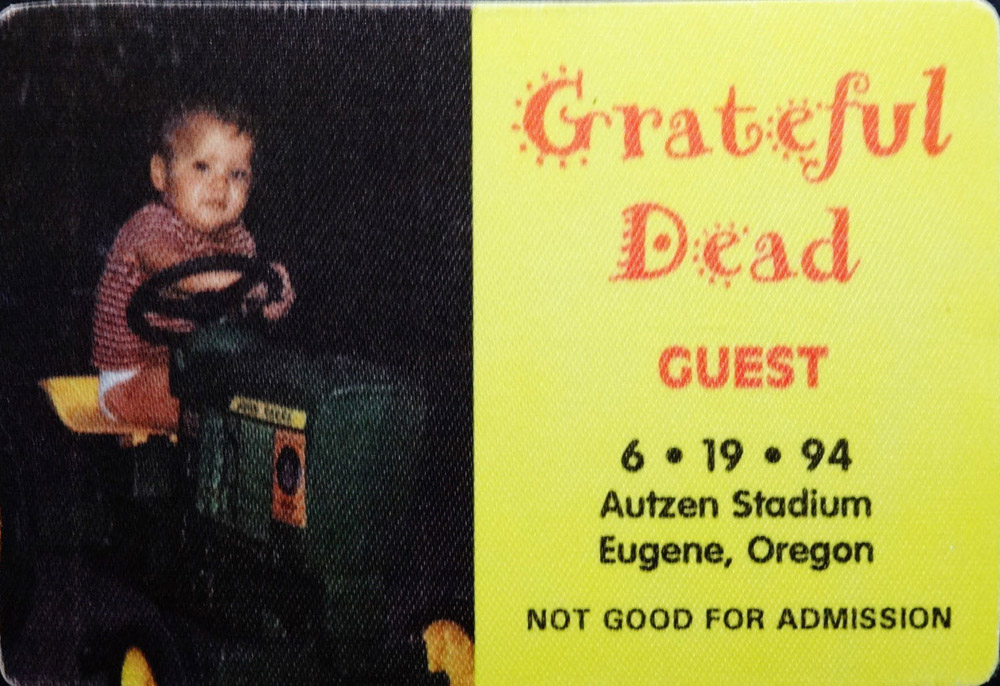 Grateful
Dead
GUEST
6 • 19 • 94
Autzen Stadium
Eugene, Oregon
NOT GOOD FOR ADMISSION